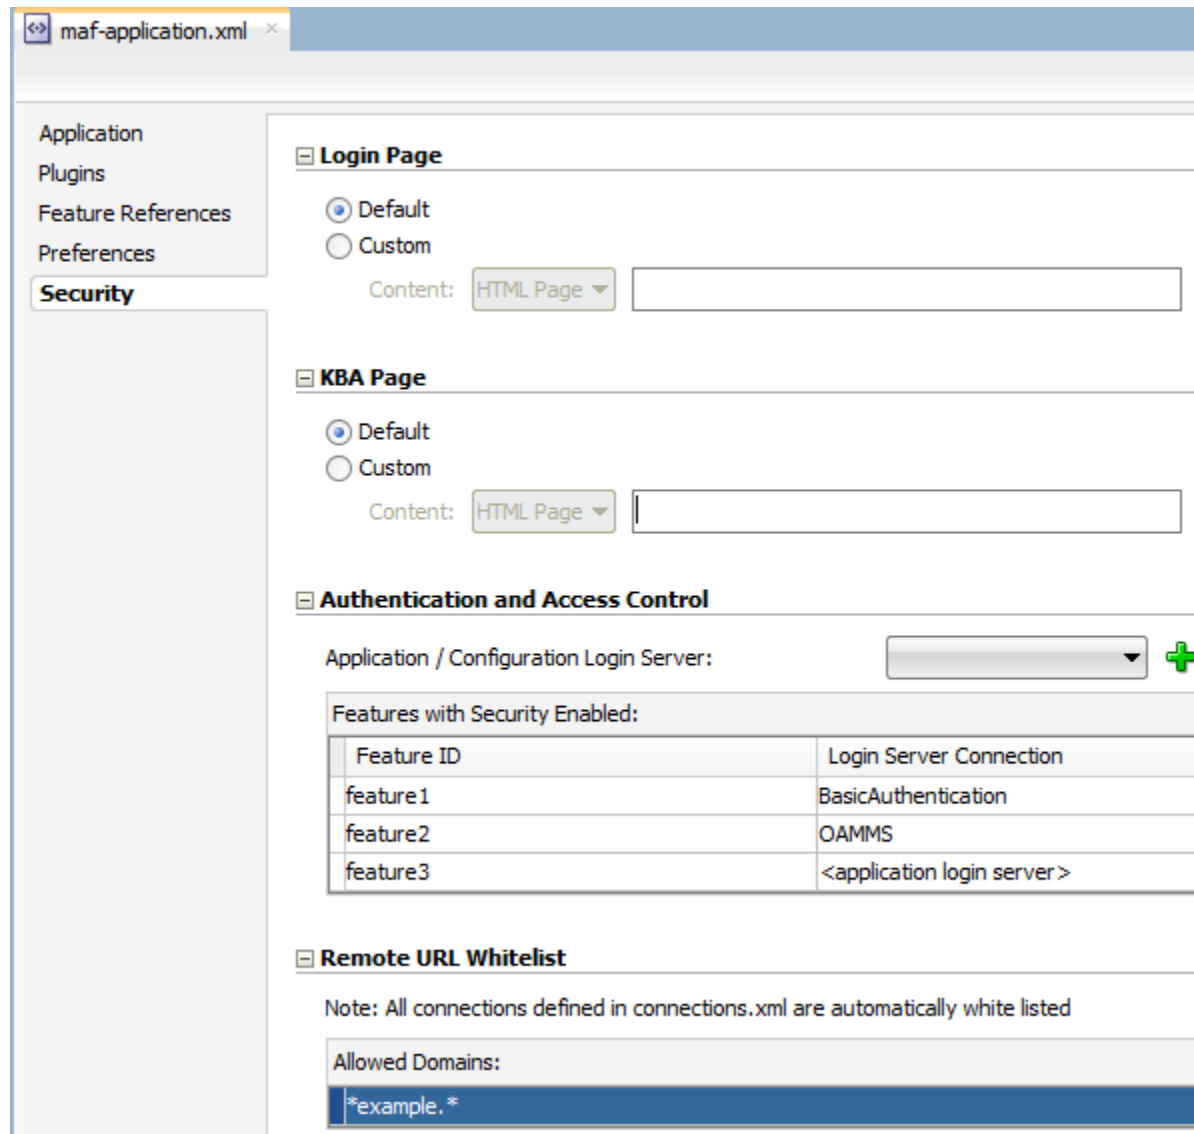 maf-application.xml
Application
Plugins
Feature References
Preferences
Security
Login Page
Default
Custom
Content: HTML Page
KBA Page
Default
Custom
Content: HTML Page
Authentication and Access Control
Application / Configuration Login Server:
Features with Security Enabled:
Feature ID Login Server Connection
feature1 BasicAuthentication
feature2 OAMMS
feature3 <application login server>
Remote URL Whitelist
Note: All connections defined in connections.xml are automatically white listed
Allowed Domains:
*example.*